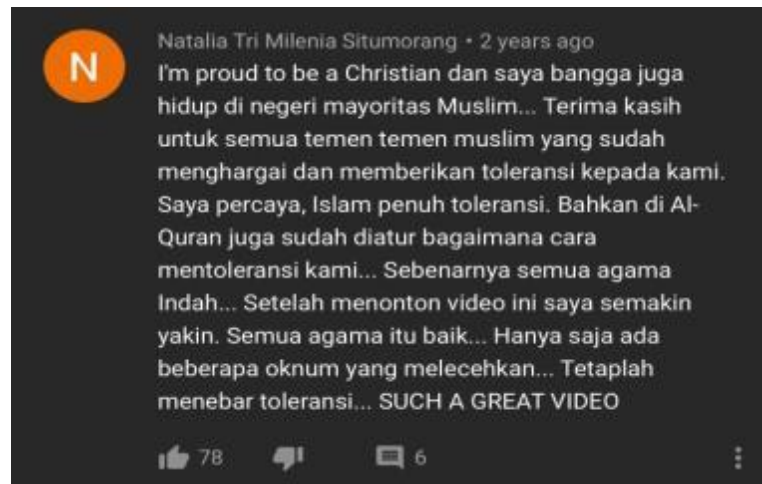 N
Natalia Tri Milenia Situmorang • 2 years ago
I'm proud to be a Christian dan saya bangga juga
hidup di negeri mayoritas Muslim... Terima kasih
untuk semua temen temen muslim yang sudah
menghargai dan memberikan toleransi kepada kami.
Saya percaya, Islam penuh toleransi. Bahkan di Al-
Quran juga sudah diatur bagaimana cara
mentoleransi kami... Sebenarnya semua agama
Indah... Setelah menonton video ini saya semakin
yakin. Semua agama itu baik... Hanya saja ada
beberapa oknum yang melecehkan... Tetaplah
menebar toleransi... SUCH A GREAT VIDEO
78 6